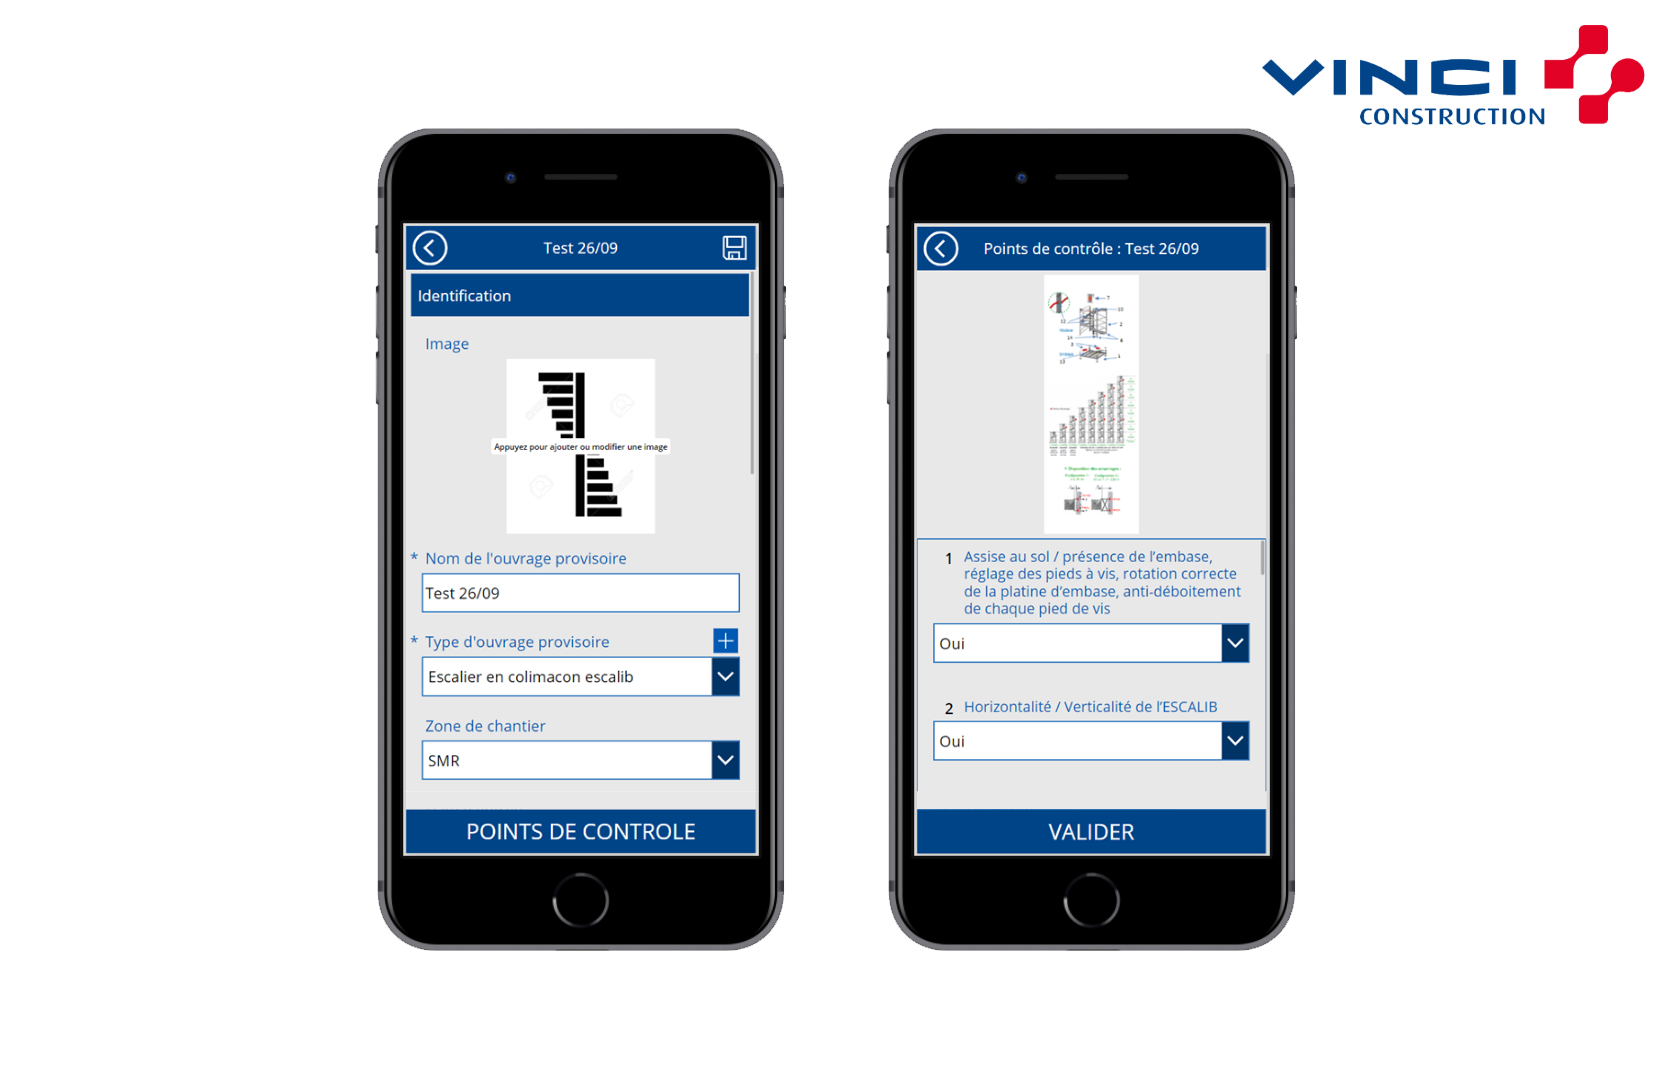 VINCI
CONSTRUCTION
Test 26/09
Identification
Image
Appuyez pour ajouter ou modifier une image
* Nom de l'ouvrage provisoire
Test 26/09
* Type d'ouvrage provisoire
Escalier en colimacon escalib
Zone de chantier
SMR
POINTS DE CONTROLE
Points de contrôle : Test 26/09
1 Assise au sol / présence de l’embase,
réglage des pieds à vis, rotation correcte
de la platine d’embase, anti-déboitement
de chaque pied de vis
Oui
2 Horizontalité / Verticalité de l’ESCALIB
Oui
VALIDER